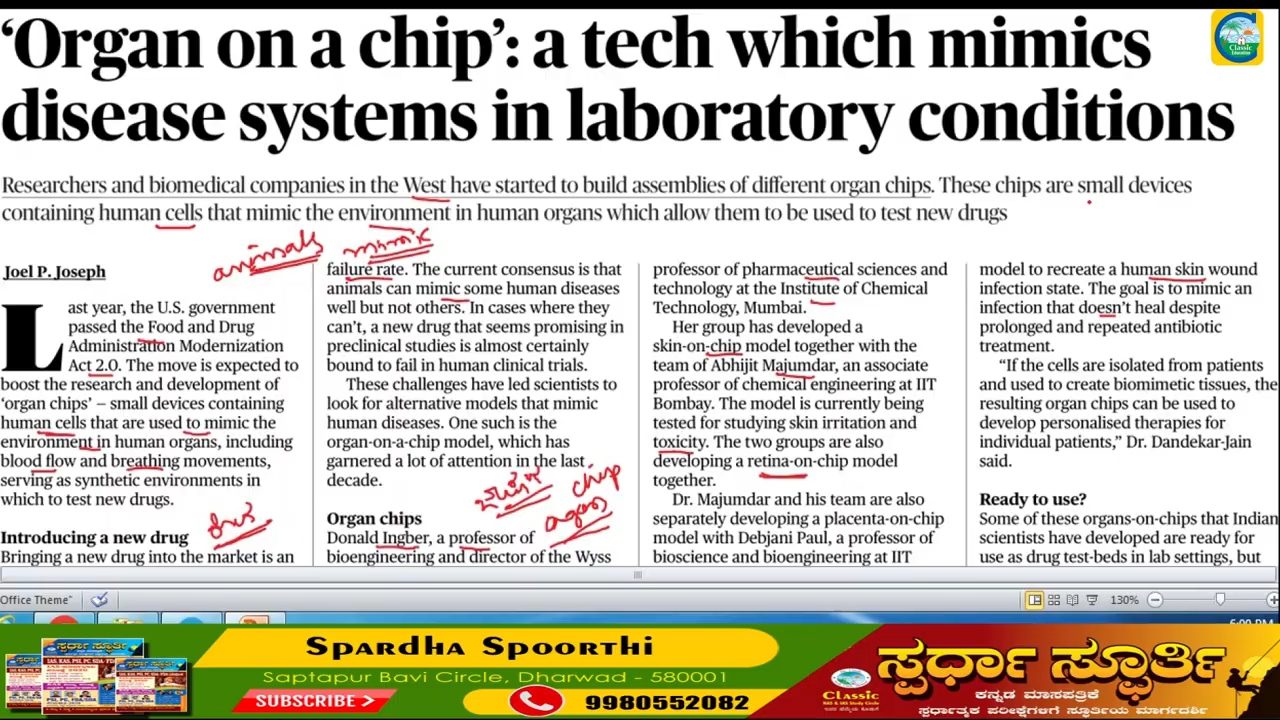 ‘Organ on a chip’: a tech which mimics
disease systems in laboratory conditions
Classic
Education
Researchers and biomedical companies in the West have started to build assemblies of different organ chips. These chips are small devices
containing human cells that mimic the environment in human organs which allow them to be used to test new drugs
animals
mimix
Joel P. Joseph
Last year, the U.S. government
passed the Food and Drug
Administration Modernization
Act 2.0. The move is expected to
boost the research and development of
‘organ chips’ – small devices containing
human cells that are used to mimic the
environment in human organs, including
blood flow and breathing movements,
serving as synthetic environments in
which to test new drugs.
Introducing a new drug
Bringing a new drug into the market is an
failure rate. The current consensus is that
animals can mimic some human diseases
well but not others. In cases where they
can’t, a new drug that seems promising in
preclinical studies is almost certainly
bound to fail in human clinical trials.
These challenges have led scientists to
look for alternative models that mimic
human diseases. One such is the
organ-on-a-chip model, which has
garnered a lot of attention in the last
decade.
chip
Organ chips
Donald Ingber, a professor of
bioengineering and director of the Wyss
professor of pharmaceutical sciences and
technology at the Institute of Chemical
Technology, Mumbai.
Her group has developed a
skin-on-chip model together with the
team of Abhijit Majumdar, an associate
professor of chemical engineering at IIT
Bombay. The model is currently being
tested for studying skin irritation and
toxicity. The two groups are also
developing a retina-on-chip model
together.
Dr. Majumdar and his team are also
separately developing a placenta-on-chip
model with Debjani Paul, a professor of
bioscience and bioengineering at IIT
model to recreate a human skin wound
infection state. The goal is to mimic an
infection that doesn’t heal despite
prolonged and repeated antibiotic
treatment.
“If the cells are isolated from patients
and used to create biomimetic tissues, the
resulting organ chips can be used to
develop personalised therapies for
individual patients,” Dr. Dandekar-Jain
said.
Ready to use?
Some of these organs-on-chips that Indian
scientists have developed are ready for
use as drug test-beds in lab settings, but
Office Theme"
130%
6:00 PM
Spardha Spoorthi
Saptapur Bavi Circle, Dharwad - 580001
SUBSCRIBE
9980552082
ಸ್ಪರ್ಧಾ ಸ್ಫೂರ್ತಿ
Classic
ಕನ್ನಡ ಮಾಸಪತ್ರಿಕೆ
ಸ್ಪರ್ಧಾತ್ಮಕ ಪರೀಕ್ಷೆಗಳಿಗೆ ಸ್ಫೂರ್ತಿಯ ಮಾರ್ಗದರ್ಶಿ